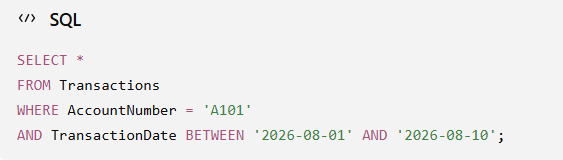 </> SQL
SELECT *
FROM Transactions
WHERE AccountNumber = 'A101'
AND TransactionDate BETWEEN '2026-08-01' AND '2026-08-10';